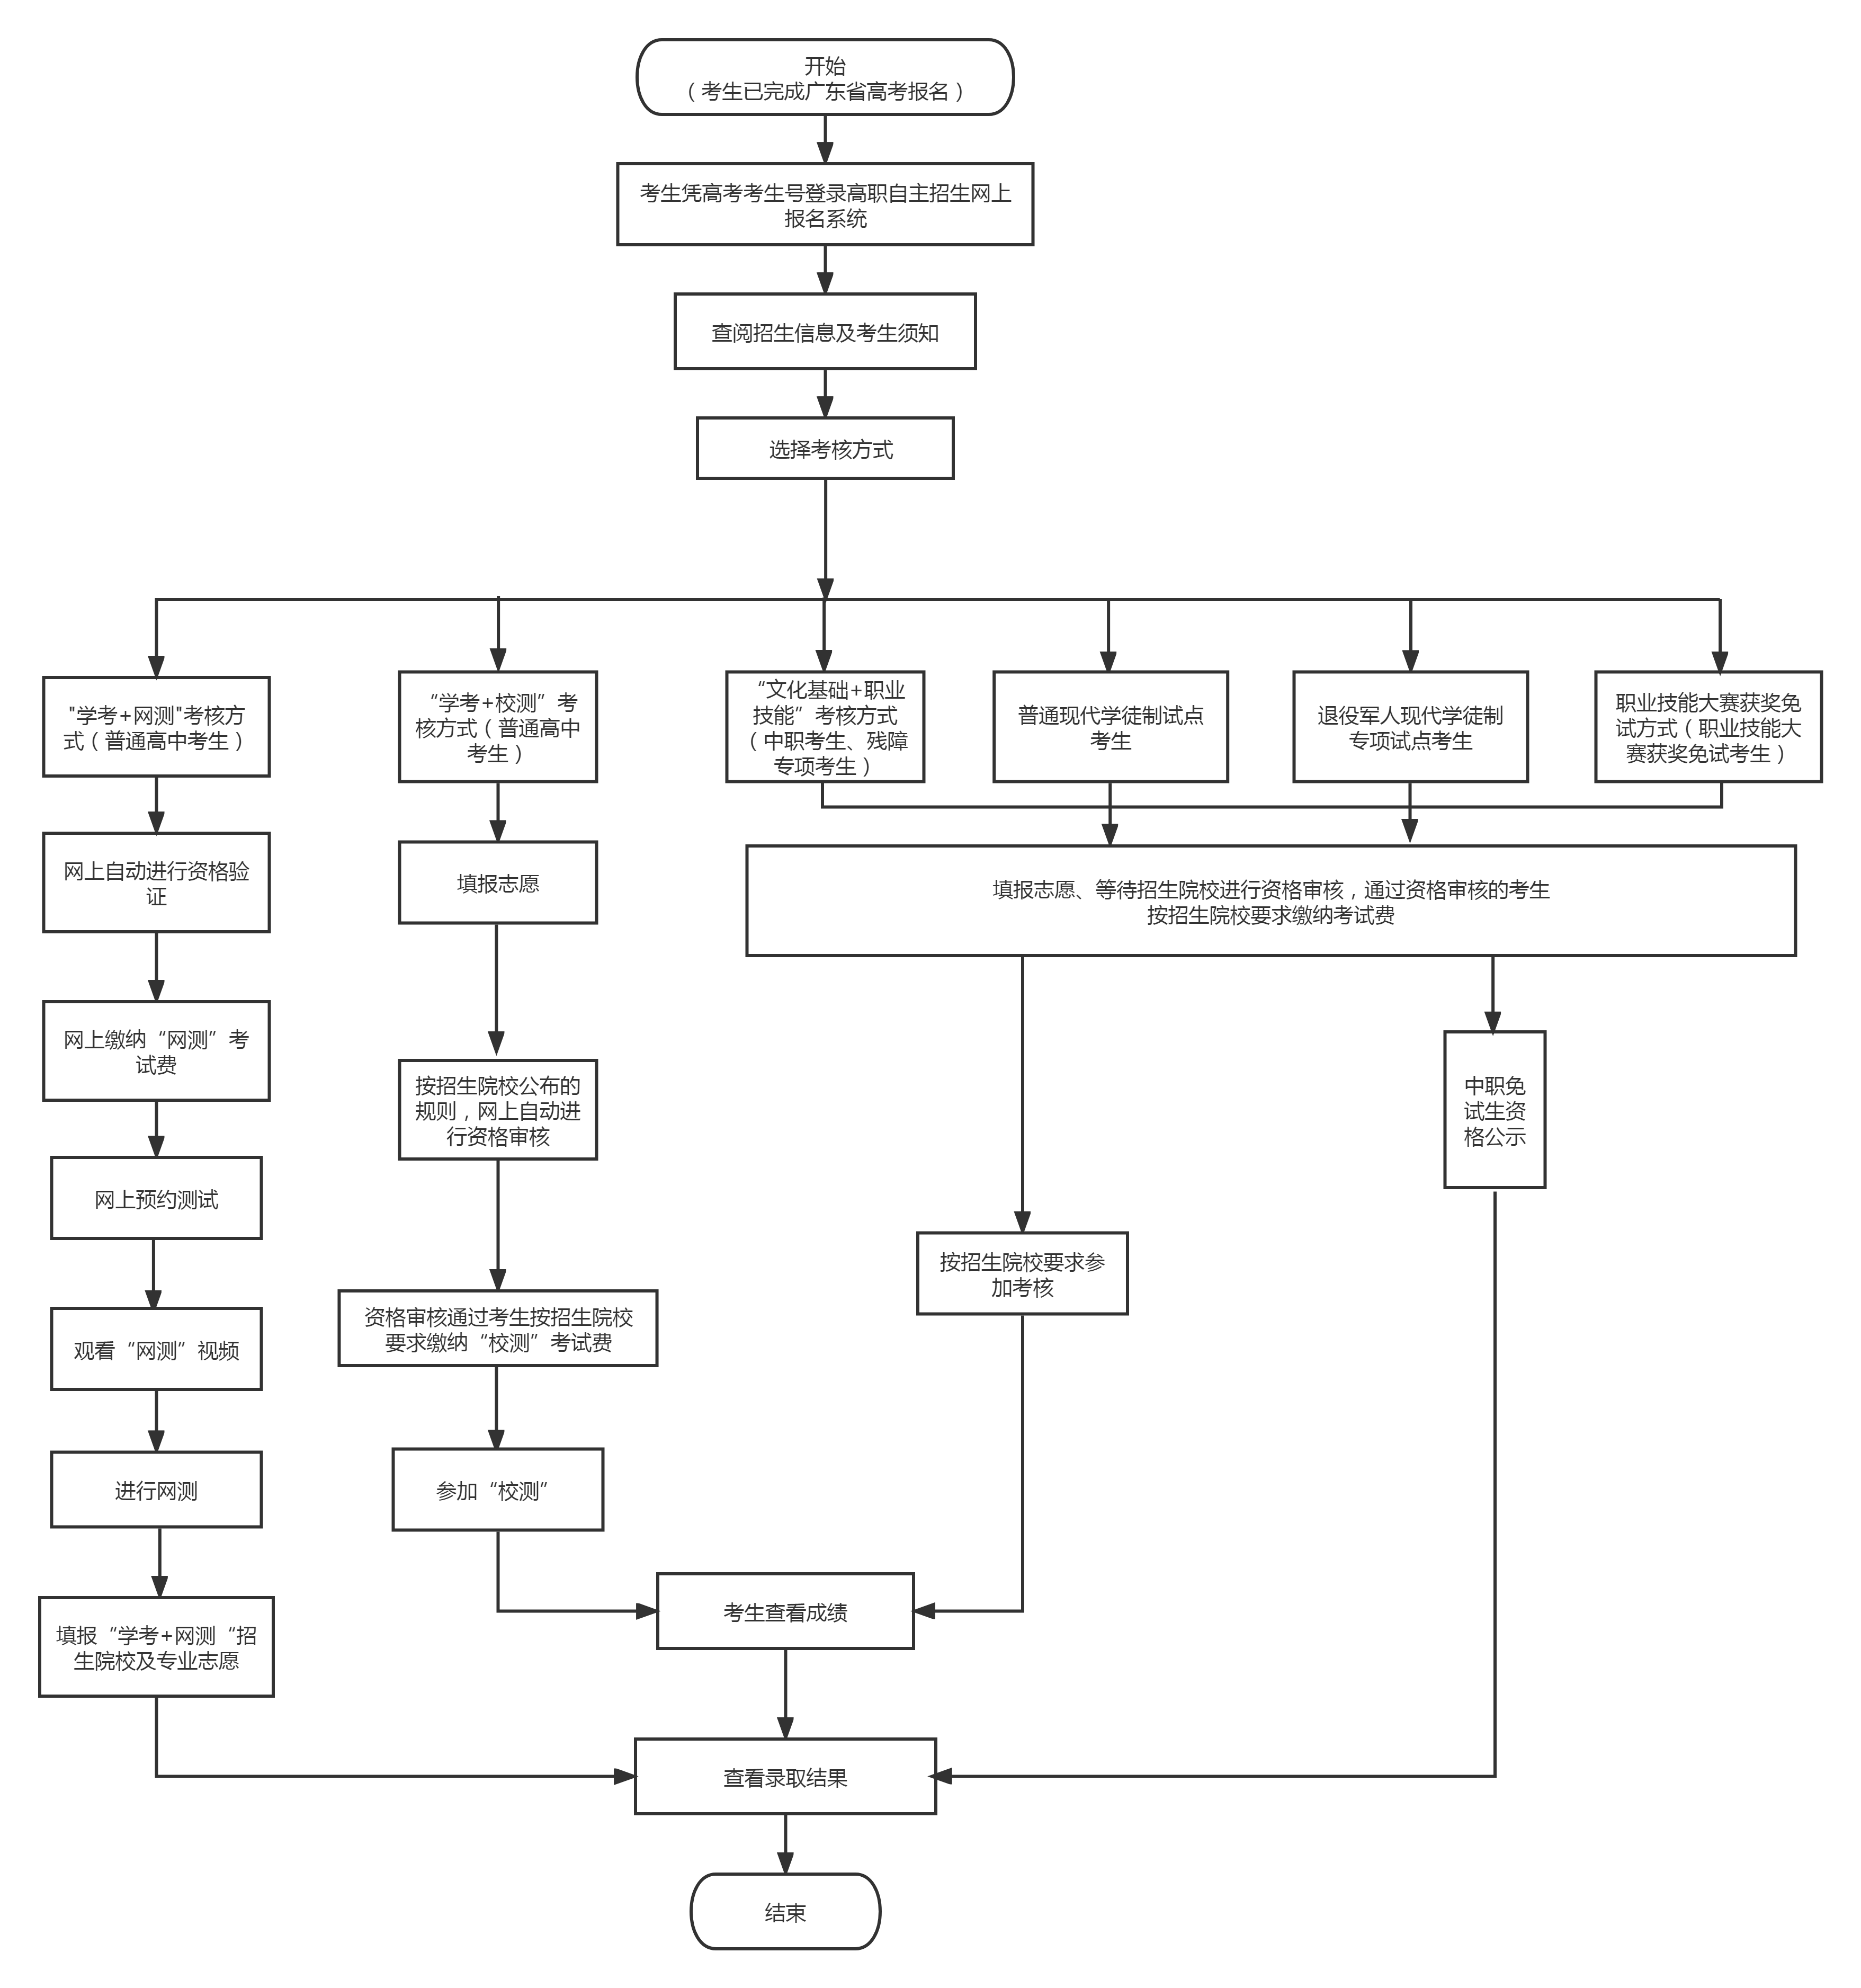 开始
（考生已完成广东省高考报名）
考生凭高考考生号登录高职自主招生网上
报名系统
查阅招生信息及考生须知
选择考核方式
"学考+网测"考核方
式（普通高中考生）
“学考+校测”考
核方式（普通高中
考生）
“文化基础+职业
技能”考核方式
（中职考生、残障
专项考生）
普通现代学徒制试点
考生
退役军人现代学徒制
专项试点考生
职业技能大赛获奖免
试方式（职业技能大
赛获奖免试考生）
网上自动进行资格验
证
填报志愿
填报志愿、等待招生院校进行资格审核，通过资格审核的考生
按招生院校要求缴纳考试费
网上缴纳“网测”考
试费
按招生院校公布的
规则，网上自动进
行资格审核
中职免
试生资
格公示
网上预约测试
按招生院校要求参
加考核
资格审核通过考生按招生院校
要求缴纳“校测”考试费
观看“网测”视频
进行网测
参加“校测”
考生查看成绩
填报“学考+网测“招
生院校及专业志愿
查看录取结果
结束